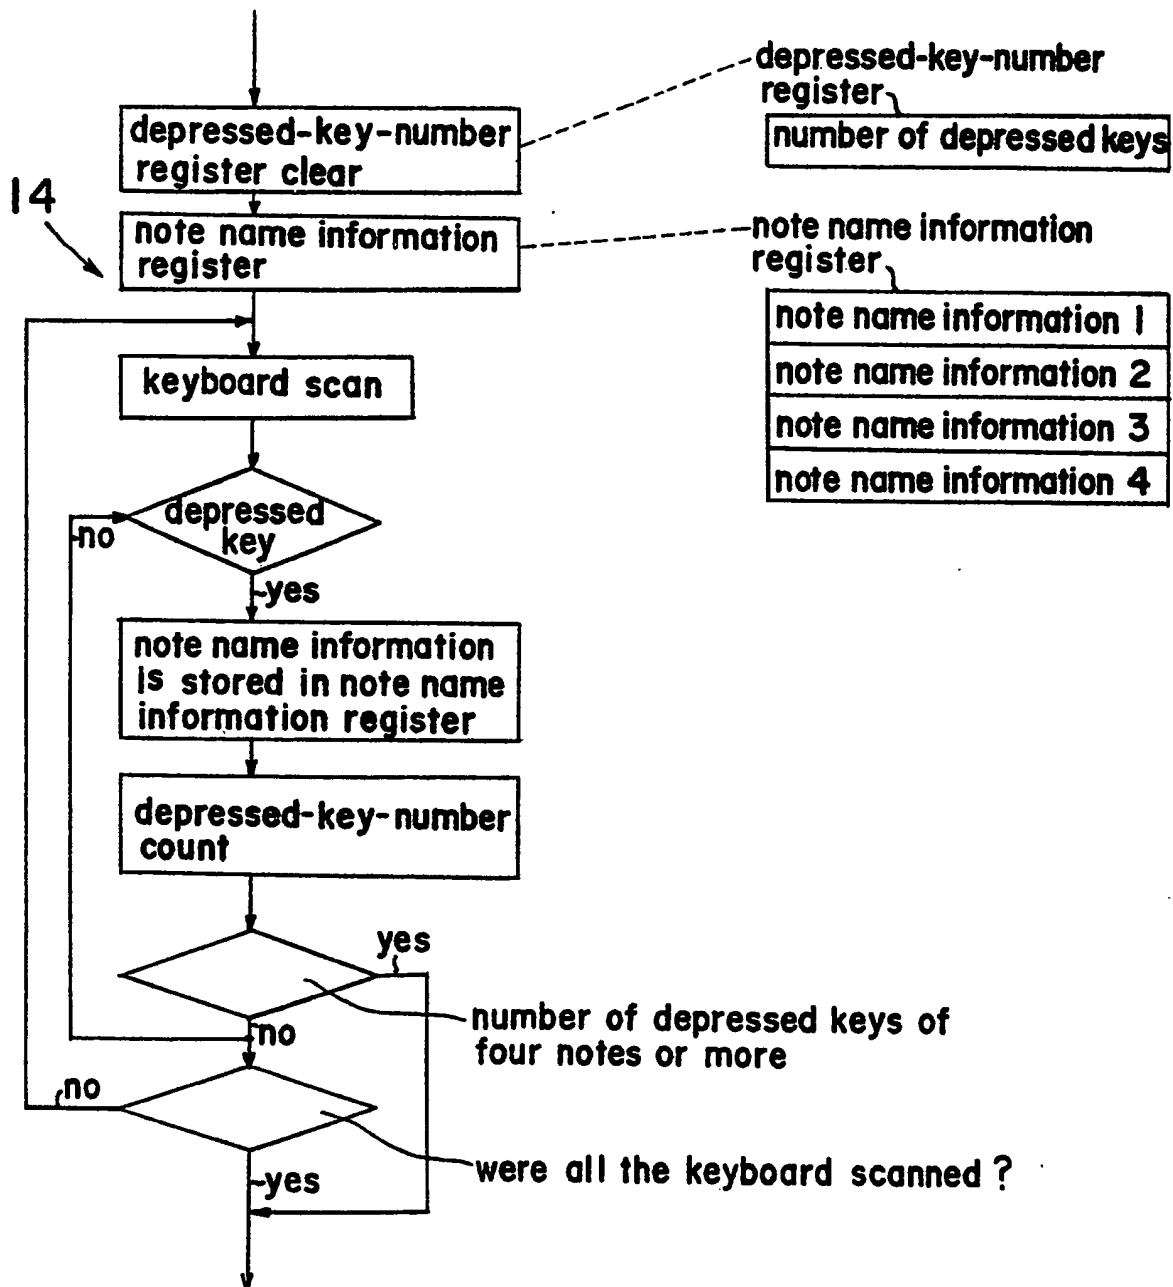 depressed-key-number
register clear
14
note name information
register
keyboard scan
depressed
key
no
yes
note name information
is stored in note name
information register
depressed-key-number
count
yes
number of depressed keys of
four notes or more
no
no
were all the keyboard scanned ?
yes
depressed-key-number
register
number of depressed keys
note name information
register
note name information 1
note name information 2
note name information 3
note name information 4